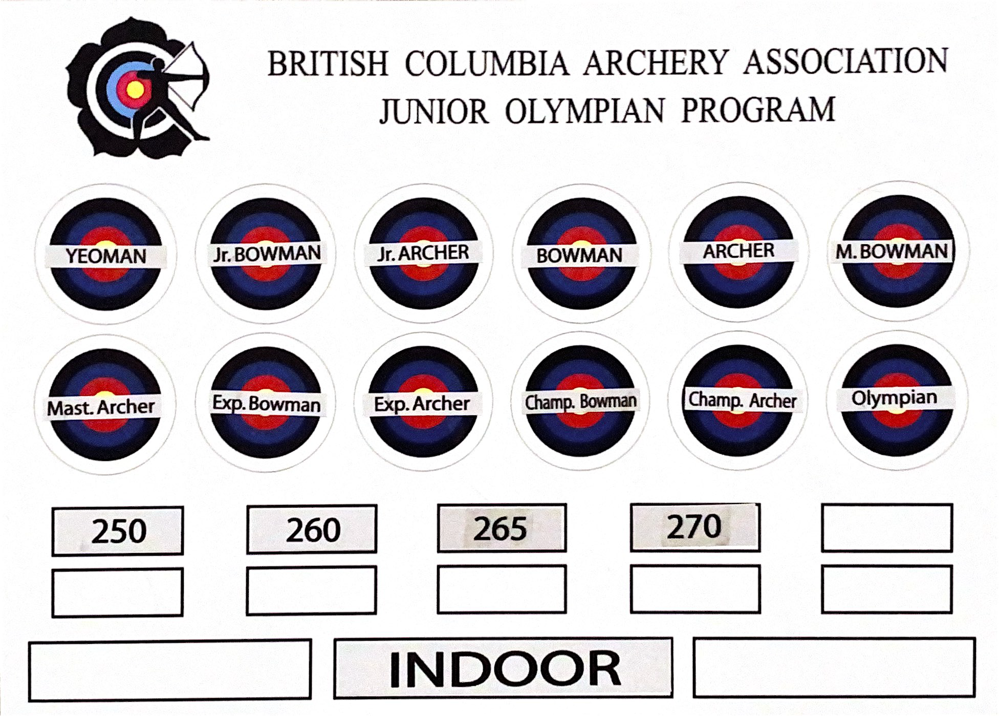 BRITISH COLUMBIA ARCHERY ASSOCIATION
JUNIOR OLYMPIAN PROGRAM
YEOMAN
Jr. BOWMAN
Jr. ARCHER
BOWMAN
ARCHER
M. BOWMAN
Mast. Archer
Exp. Bowman
Exp. Archer
Champ. Bowman
Champ. Archer
Olympian
250
260
265
270
INDOOR